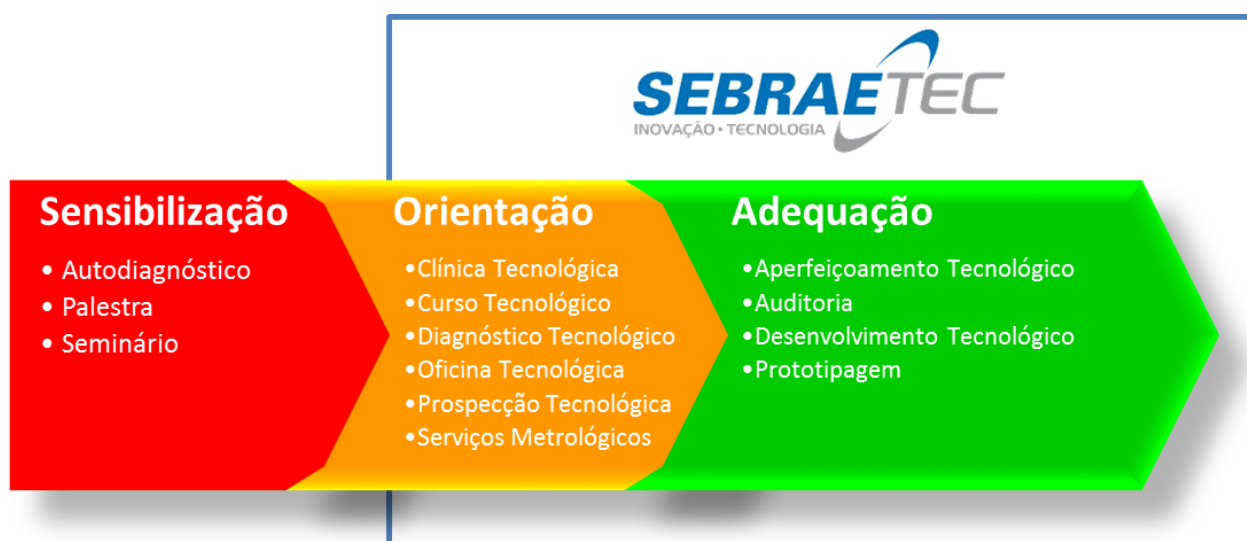 SEBRAETEC
INOVAÇÃO • TECNOLOGIA
Sensibilização
• Autodiagnóstico
• Palestra
• Seminário
Orientação
•Clínica Tecnológica
•Curso Tecnológico
•Diagnóstico Tecnológico
•Oficina Tecnológica
•Prospecção Tecnológica
•Serviços Metrológicos
Adequação
•Aperfeiçoamento Tecnológico
•Auditoria
•Desenvolvimento Tecnológico
•Prototipagem